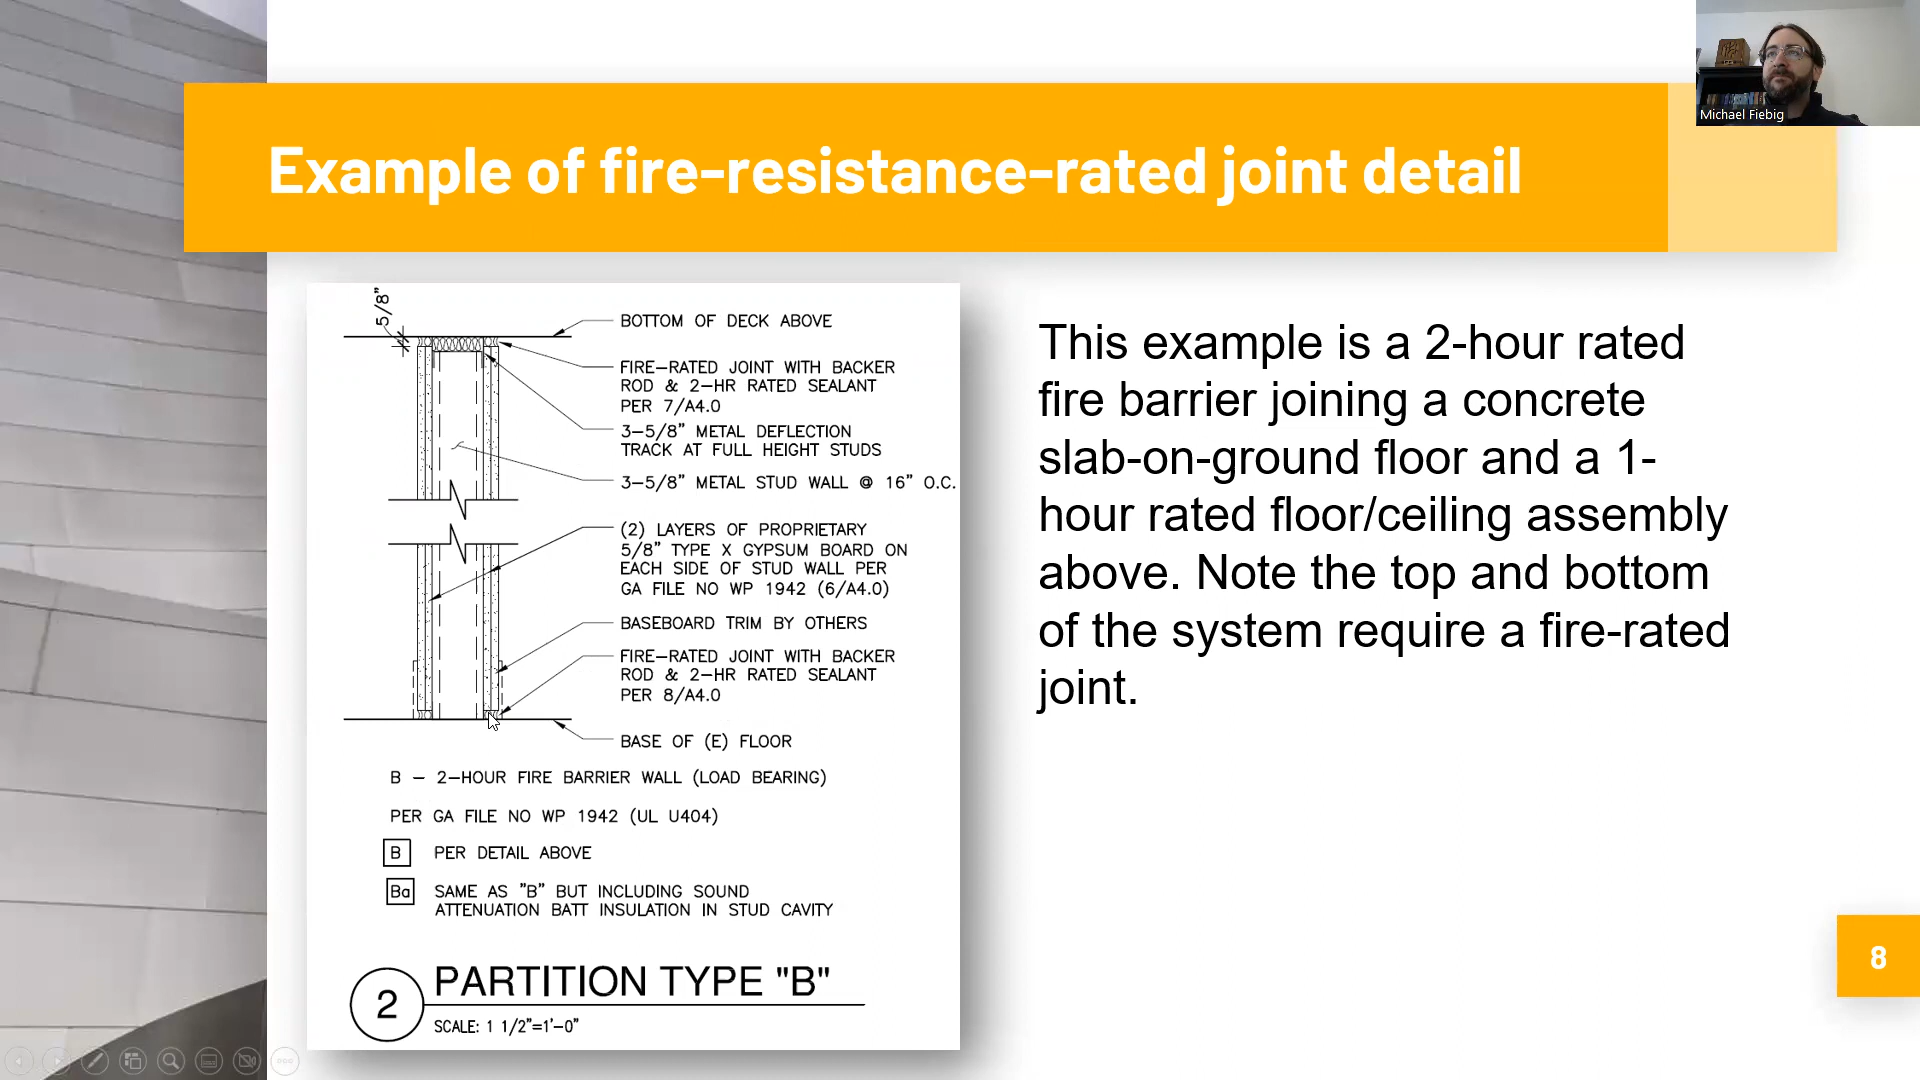 Michael Fiebig
Example of fire-resistance-rated joint detail
5/8"
BOTTOM OF DECK ABOVE
FIRE-RATED JOINT WITH BACKER
ROD & 2-HR RATED SEALANT
PER 7/A4.0
3-5/8" METAL DEFLECTION
TRACK AT FULL HEIGHT STUDS
3-5/8" METAL STUD WALL @ 16" O.C.
(2) LAYERS OF PROPRIETARY
5/8" TYPE X GYPSUM BOARD ON
EACH SIDE OF STUD WALL PER
GA FILE NO WP 1942 (6/A4.0)
BASEBOARD TRIM BY OTHERS
FIRE-RATED JOINT WITH BACKER
ROD & 2-HR RATED SEALANT
PER 8/A4.0
BASE OF (E) FLOOR
B - 2-HOUR FIRE BARRIER WALL (LOAD BEARING)
PER GA FILE NO WP 1942 (UL U404)
B PER DETAIL ABOVE
Ba SAME AS "B" BUT INCLUDING SOUND
ATTENUATION BATT INSULATION IN STUD CAVITY
2 PARTITION TYPE "B"
SCALE: 1 1/2"=1'-0"
This example is a 2-hour rated
fire barrier joining a concrete
slab-on-ground floor and a 1-
hour rated floor/ceiling assembly
above. Note the top and bottom
of the system require a fire-rated
joint.
8